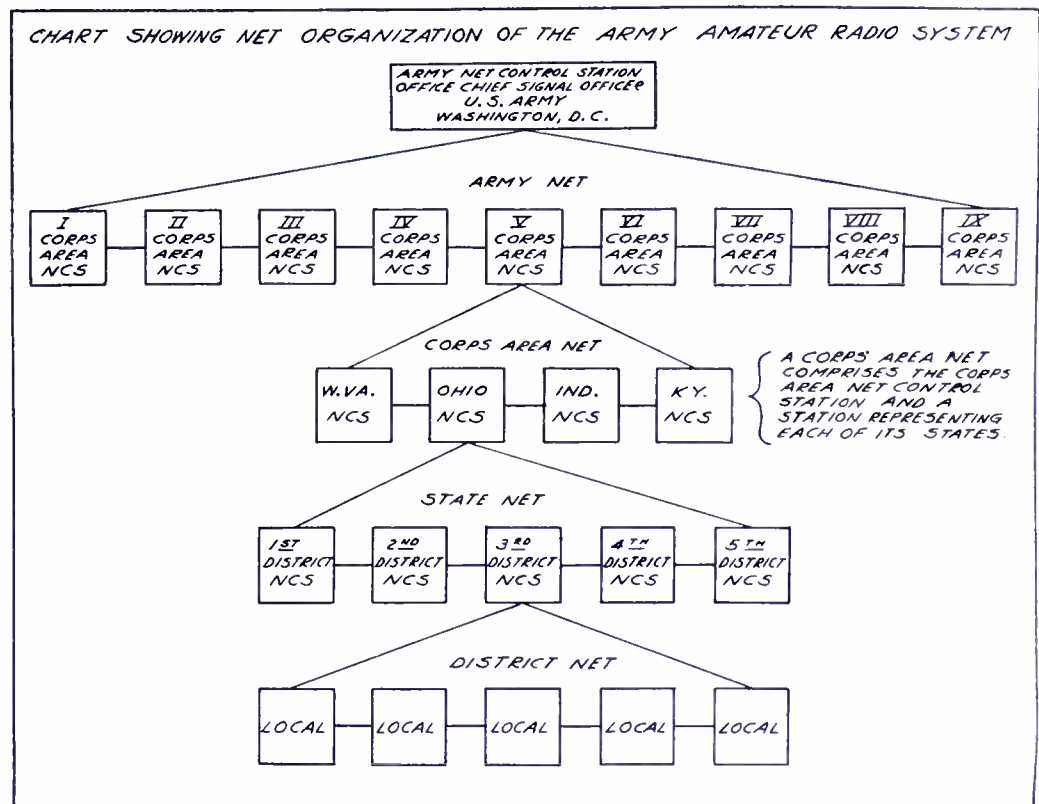 CHART SHOWING NET ORGANIZATION OF THE ARMY AMATEUR RADIO SYSTEM
ARMY NET CONTROL STATION
OFFICE CHIEF SIGNAL OFFICER
U.S. ARMY
WASHINGTON, D.C.
ARMY NET
I CORPS AREA NCS
II CORPS AREA NCS
III CORPS AREA NCS
IV CORPS AREA NCS
V CORPS AREA NCS
VI CORPS AREA NCS
VII CORPS AREA NCS
VIII CORPS AREA NCS
IX CORPS AREA NCS
CORPS AREA NET
W.VA. NCS
OHIO NCS
IND. NCS
KY. NCS
A CORPS AREA NET
COMPRISES THE CORPS
AREA NET CONTROL
STATION AND A
STATION REPRESENTING
EACH OF ITS STATES.
STATE NET
1ST DISTRICT NCS
2ND DISTRICT NCS
3RD DISTRICT NCS
4TH DISTRICT NCS
5TH DISTRICT NCS
DISTRICT NET
LOCAL
LOCAL
LOCAL
LOCAL
LOCAL